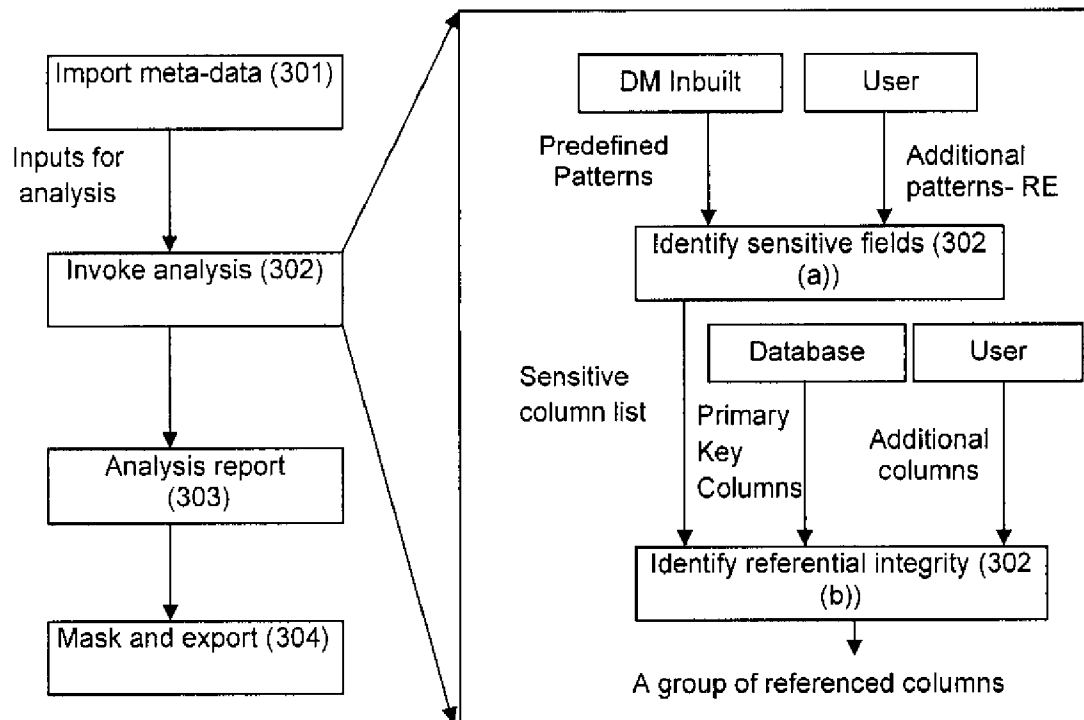 Import meta-data (301)
Inputs for
analysis
Invoke analysis (302)
Analysis report
(303)
Mask and export (304)
DM Inbuilt
User
Predefined
Patterns
Additional
patterns- RE
Identify sensitive fields (302
(a))
Database
User
Sensitive
column list
Primary
Key
Columns
Additional
columns
Identify referential integrity (302
(b))
A group of referenced columns